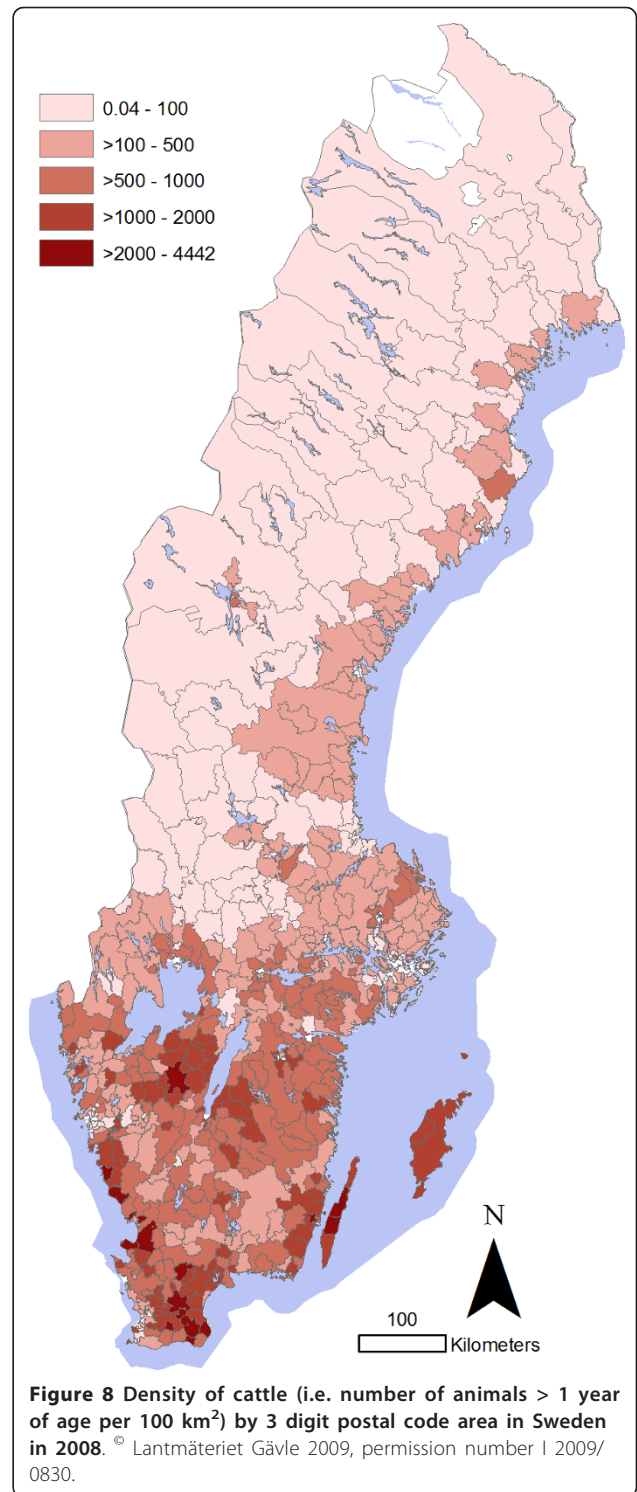 0.04 - 100
>100 - 500
>500 - 1000
>1000 - 2000
>2000 - 4442
N
100
Kilometers
Figure 8 Density of cattle (i.e. number of animals > 1 year
of age per 100 km²) by 3 digit postal code area in Sweden
in 2008. © Lantmäteriet Gävle 2009, permission number I 2009/
0830.